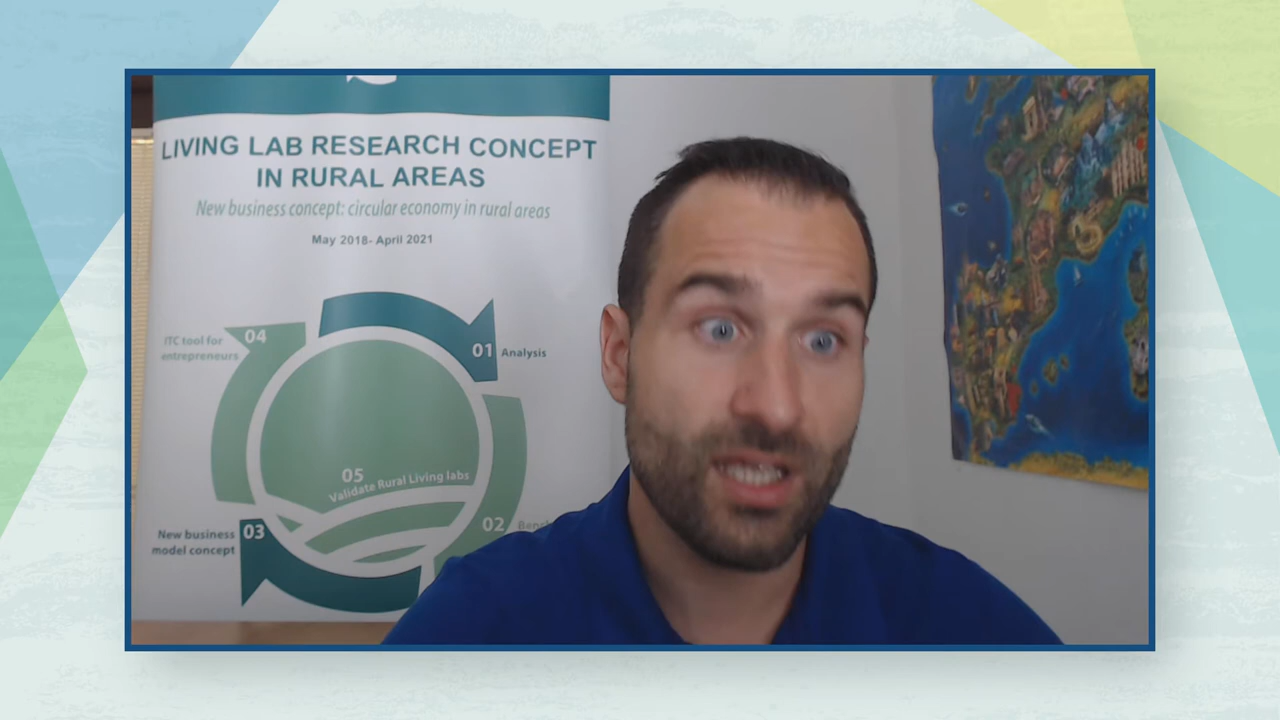 LIVING LAB RESEARCH CONCEPT
IN RURAL AREAS
New business concept: circular economy in rural areas
May 2018- April 2021
ITC tool for
entrepreneurs
04
01
Analysis
05
Validate Rural Living labs
02
New business
model concept
03